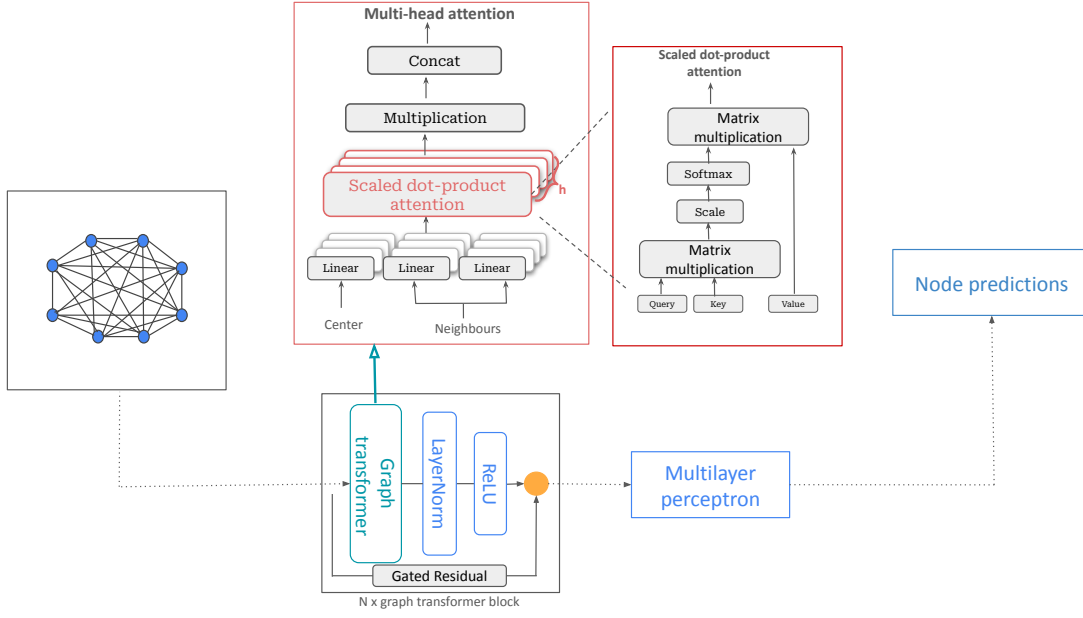 Multi-head attention
Concat
Multiplication
Scaled dot-product
attention
h
Linear
Linear
Linear
Center
Neighbours
Scaled dot-product
attention
Matrix
multiplication
Softmax
Scale
Matrix
multiplication
Query
Key
Value
Node predictions
Graph
transformer
LayerNorm
ReLU
Gated Residual
N x graph transformer block
Multilayer
perceptron